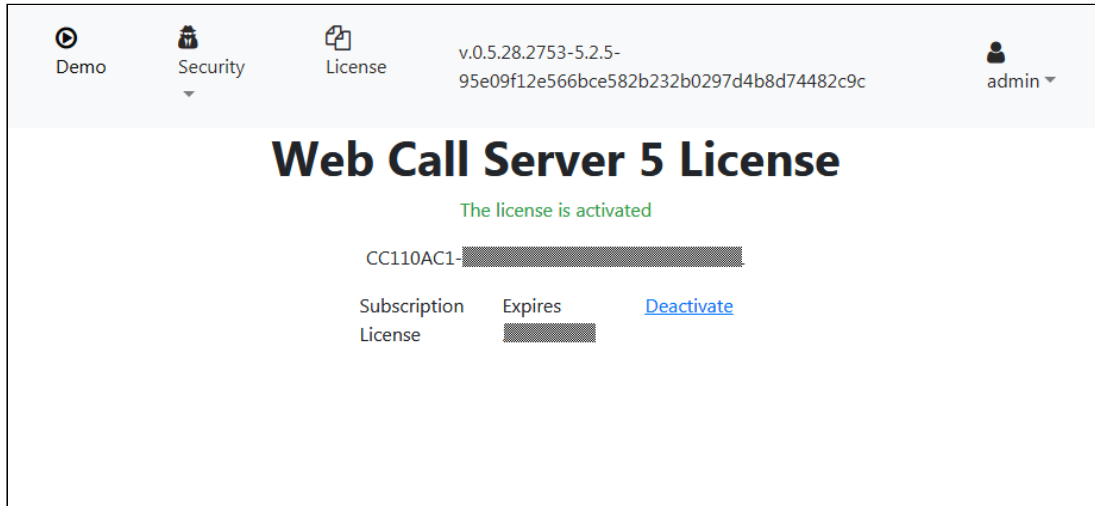 Demo
Security
License
v.0.5.28.2753-5.2.5-
95e09f12e566bce582b232b0297d4b8d74482c9c
admin
Web Call Server 5 License
The license is activated
CC110AC1-
Subscription Expires Deactivate
License